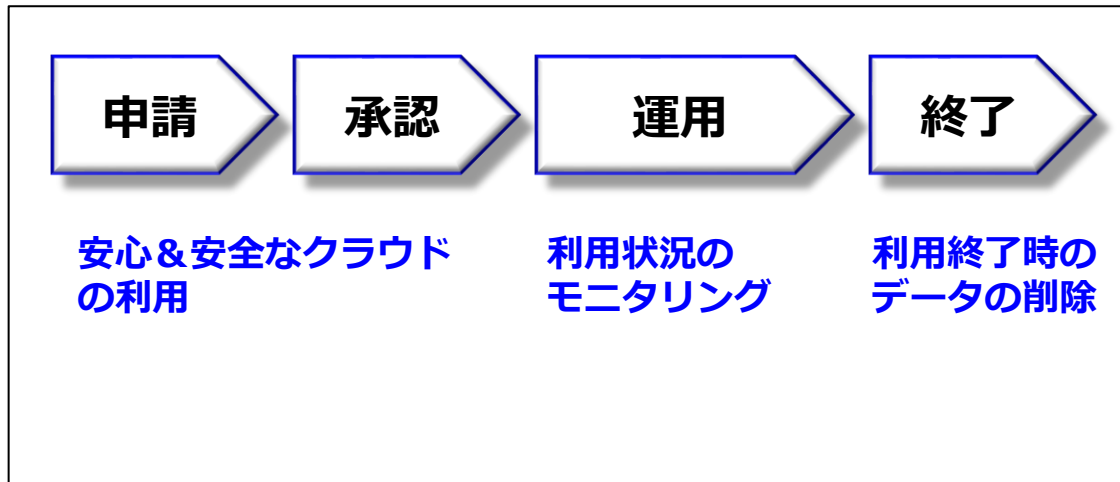 申請
承認
運用
終了
安心＆安全なクラウド
の利用
利用状況の
モニタリング
利用終了時の
データの削除